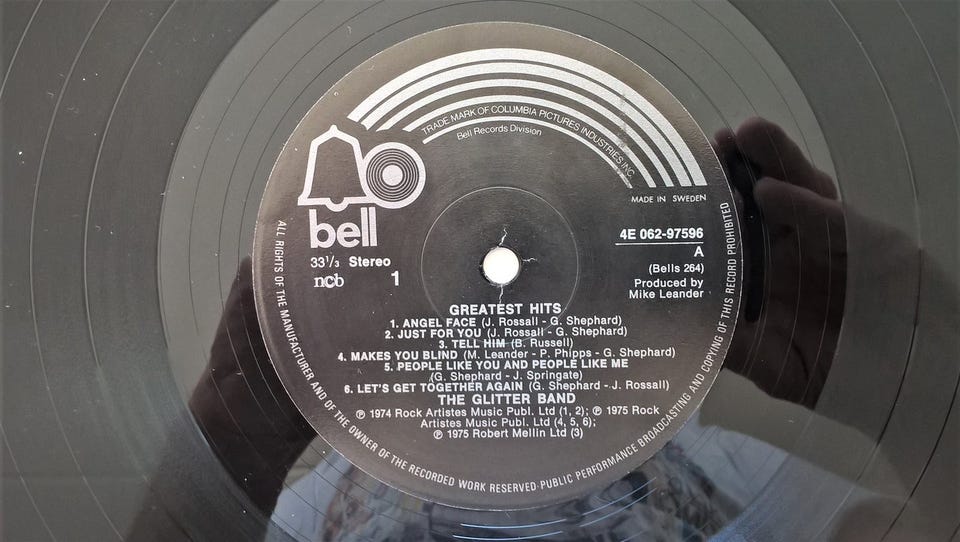 TRADE MARK OF COLUMBIA PICTURES INDUSTRIES INC.
Bell Records Division
MADE IN SWEDEN
bell
33 1/3 Stereo
ncb
1
4E 062-97596
A
(Bells 264)
Produced by
Mike Leander
GREATEST HITS
1. ANGEL FACE (J. Rossall - G. Shephard)
2. JUST FOR YOU (J. Rossall - G. Shephard)
3. TELL HIM (B. Russell)
4. MAKES YOU BLIND (M. Leander - P. Phipps - G. Shephard)
5. PEOPLE LIKE YOU AND PEOPLE LIKE ME
(G. Shephard - J. Springate)
6. LET'S GET TOGETHER AGAIN (G. Shephard - J. Rossall)
THE GLITTER BAND
℗ 1974 Rock Artistes Music Publ. Ltd (1, 2); ℗ 1975 Rock
Artistes Music Publ. Ltd (4, 5, 6);
℗ 1975 Robert Mellin Ltd (3)
ALL RIGHTS OF THE MANUFACTURER AND OF THE OWNER OF THE RECORDED WORK RESERVED·PUBLIC PERFORMANCE BROADCASTING AND COPYING OF THIS RECORD PROHIBITED